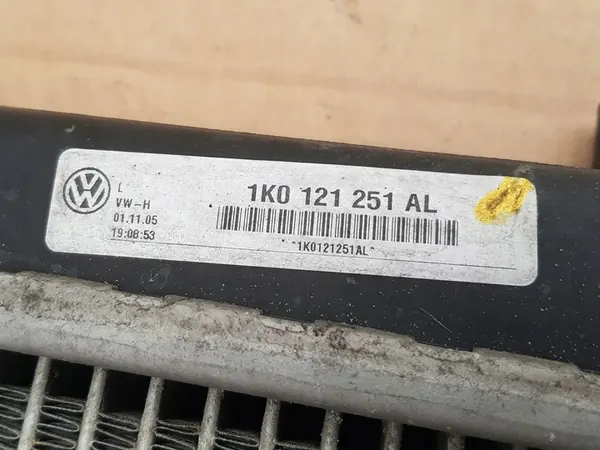 L
VW-H
01.11.05
19:08:53
1K0 121 251 AL
*1K0121251AL*